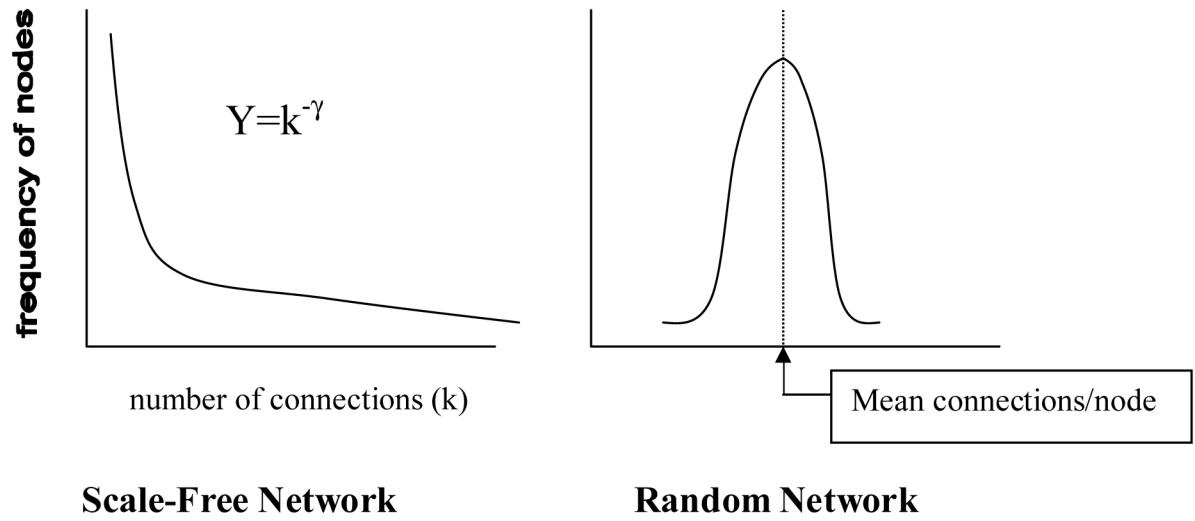 frequency of nodes
Y=k^-γ
number of connections (k)
Scale-Free Network
Mean connections/node
Random Network